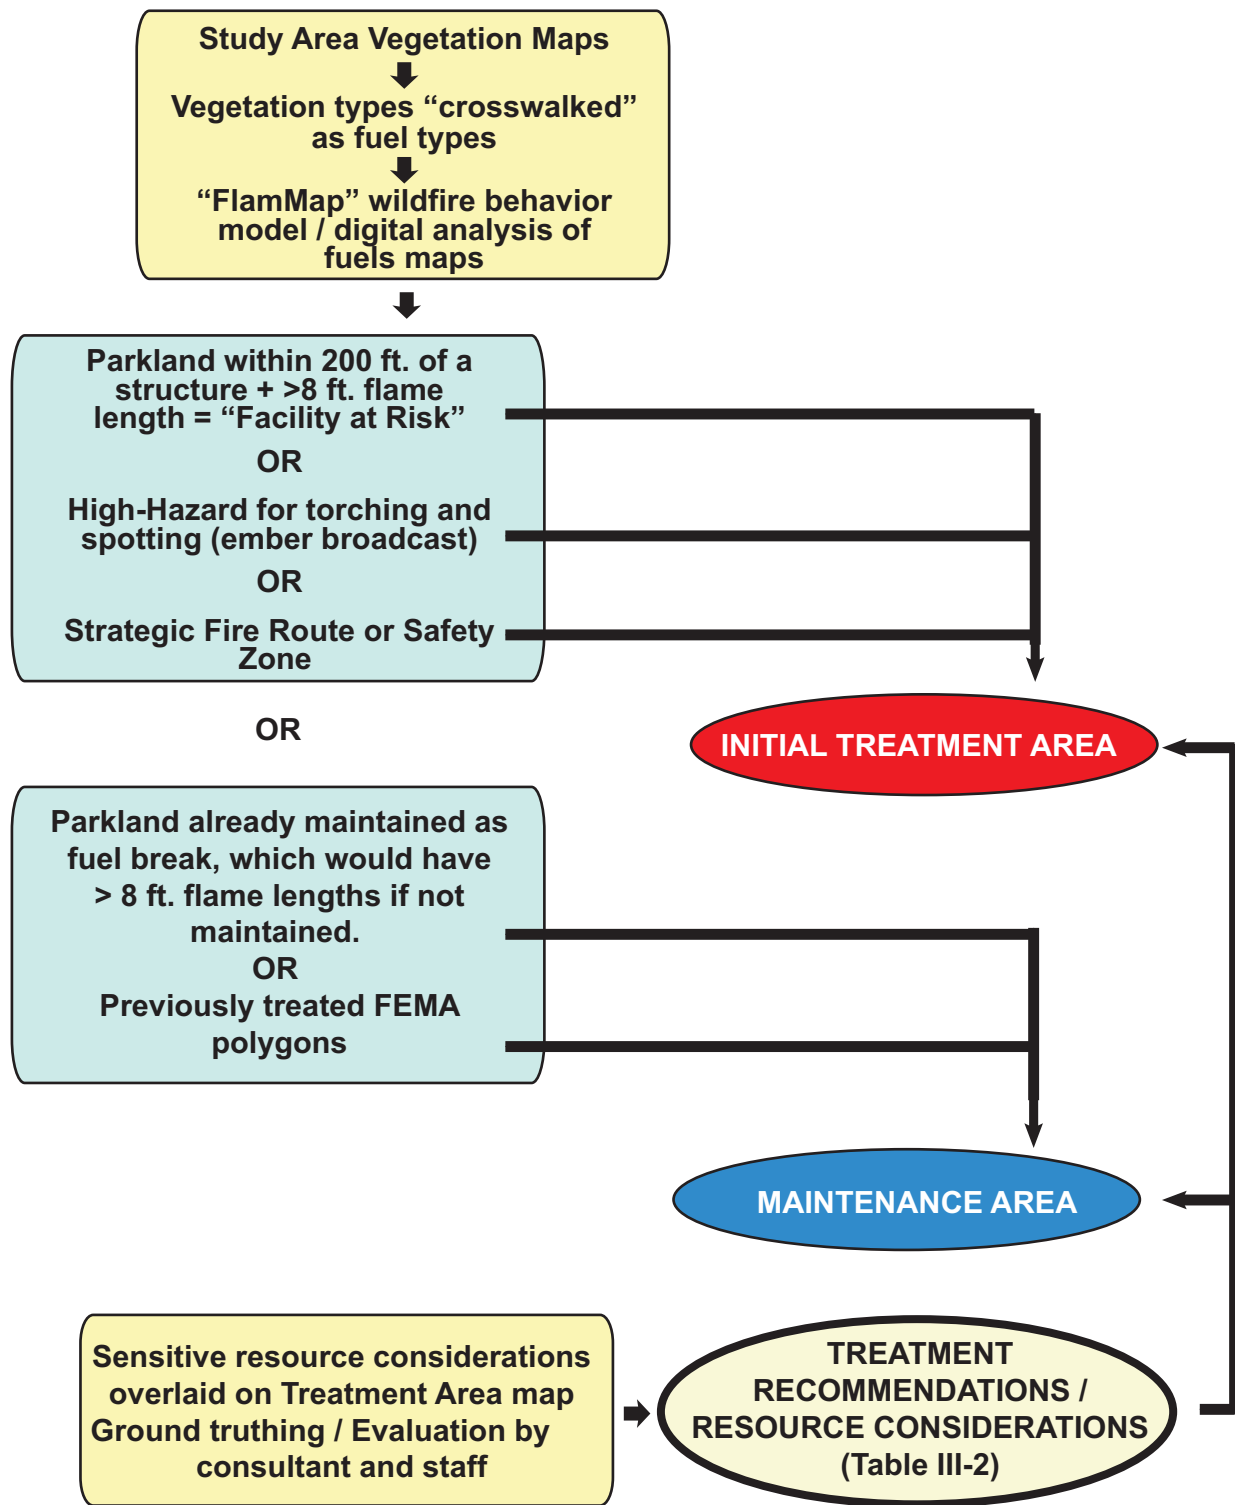 Study Area Vegetation Maps
Vegetation types “crosswalked”
as fuel types
“FlamMap” wildfire behavior
model / digital analysis of
fuels maps
Parkland within 200 ft. of a
structure + >8 ft. flame
length = “Facility at Risk”
OR
High-Hazard for torching and
spotting (ember broadcast)
OR
Strategic Fire Route or Safety
Zone
OR
INITIAL TREATMENT AREA
Parkland already maintained as
fuel break, which would have
> 8 ft. flame lengths if not
maintained.
OR
Previously treated FEMA
polygons
MAINTENANCE AREA
Sensitive resource considerations
overlaid on Treatment Area map
Ground truthing / Evaluation by
consultant and staff
TREATMENT
RECOMMENDATIONS /
RESOURCE CONSIDERATIONS
(Table III-2)